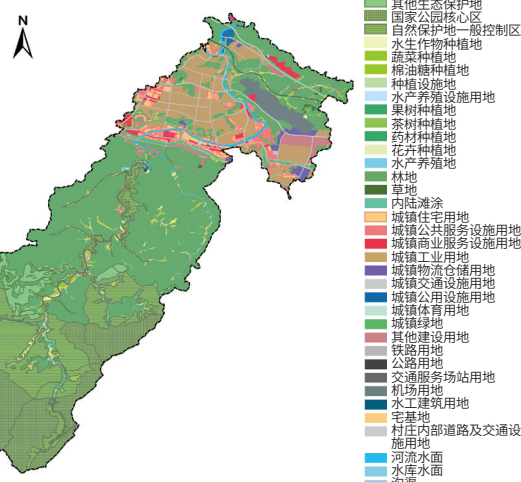 N
其他生态保护地
国家公园核心区
自然保护地一般控制区
水生作物种植地
蔬菜种植地
棉油糖种植地
种植设施地
水产养殖设施用地
果树种植地
茶树种植地
药材种植地
花卉种植地
水产养殖地
林地
草地
内陆滩涂
城镇住宅用地
城镇公共服务设施用地
城镇商业服务设施用地
城镇工业用地
城镇物流仓储用地
城镇交通设施用地
城镇公用设施用地
城镇体育用地
城镇绿地
其他建设用地
铁路用地
公路用地
交通服务场站用地
机场用地
水工建筑用地
宅基地
村庄内部道路及交通设
施用地
河流水面
水库水面